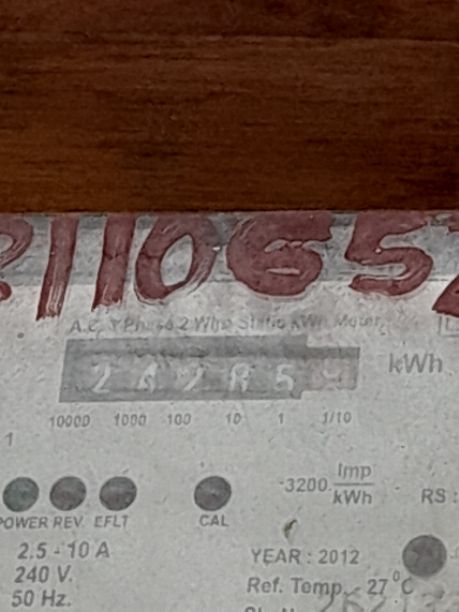 110657
A.C. 1 Phase 2 Wire Static kWh Meter
kWh
10000 1000 100 10 1 1/10
1
3200 Imp/kWh
RS :
POWER REV. EFLT CAL
2.5 - 10 A
240 V.
50 Hz.
YEAR : 2012
Ref. Temp. 27 °C